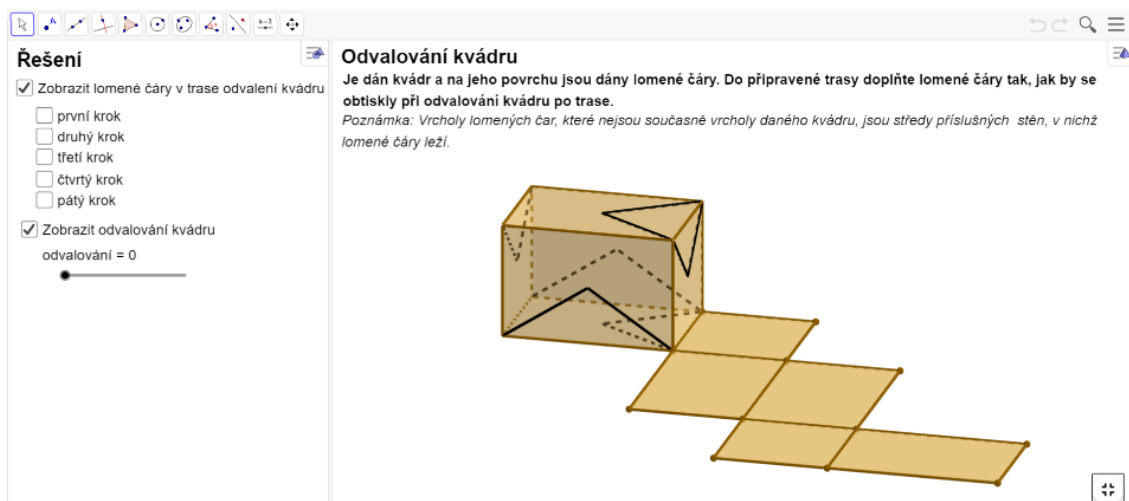 Řešení
Zobrazit lomené čáry v trase odvalení kvádru
první krok
druhý krok
třetí krok
čtvrtý krok
pátý krok
Zobrazit odvalování kvádru
odvalování = 0
Odvalování kvádru
Je dán kvádr a na jeho povrchu jsou dány lomené čáry. Do připravené trasy doplňte lomené čáry tak, jak by se
obtiskly při odvalování kvádru po trase.
Poznámka: Vrcholy lomených čar, které nejsou současně vrcholy daného kvádru, jsou středy příslušných stěn, v nichž
lomené čáry leží.